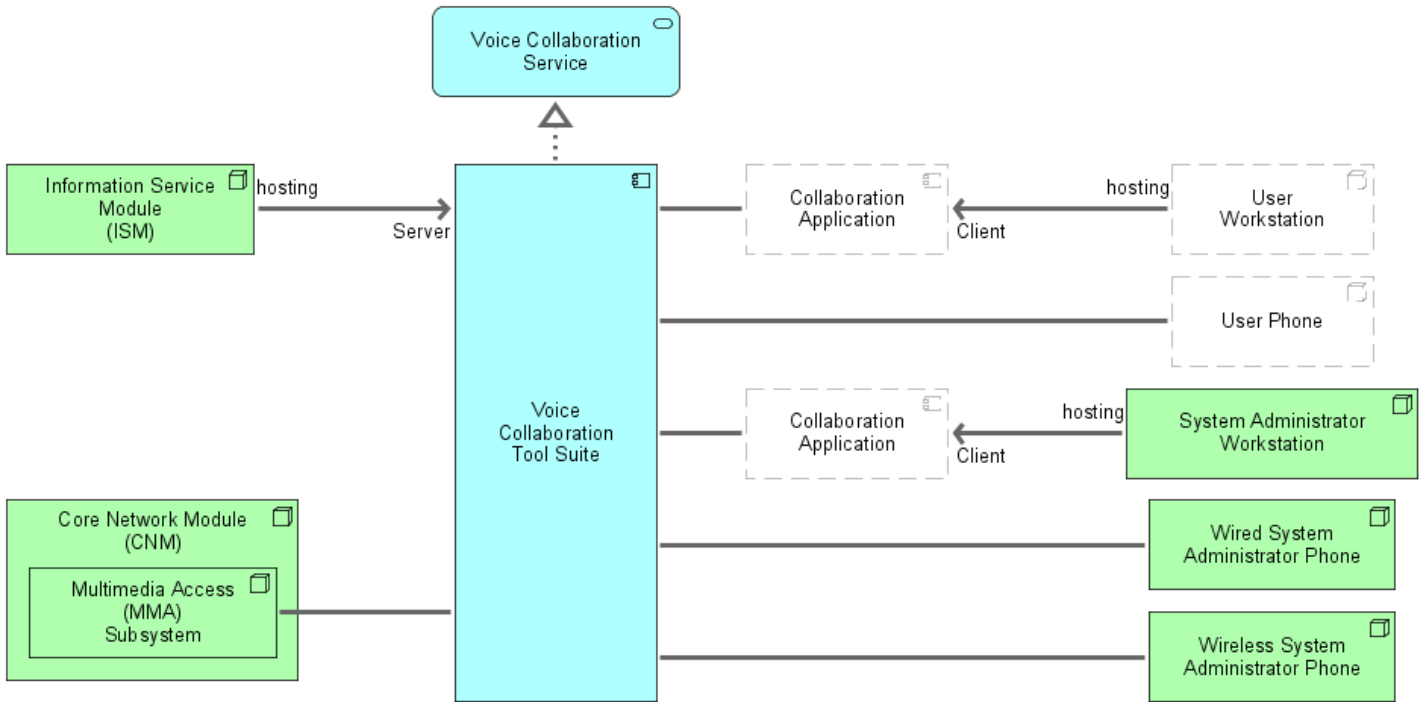 Voice Collaboration
Service
Information Service
Module
(ISM)
hosting
Server
Collaboration
Application
hosting
Client
User
Workstation
User Phone
Voice
Collaboration
Tool Suite
Collaboration
Application
hosting
Client
System Administrator
Workstation
Core Network Module
(CNM)
Multimedia Access
(MMA)
Subsystem
Wired System
Administrator Phone
Wireless System
Administrator Phone